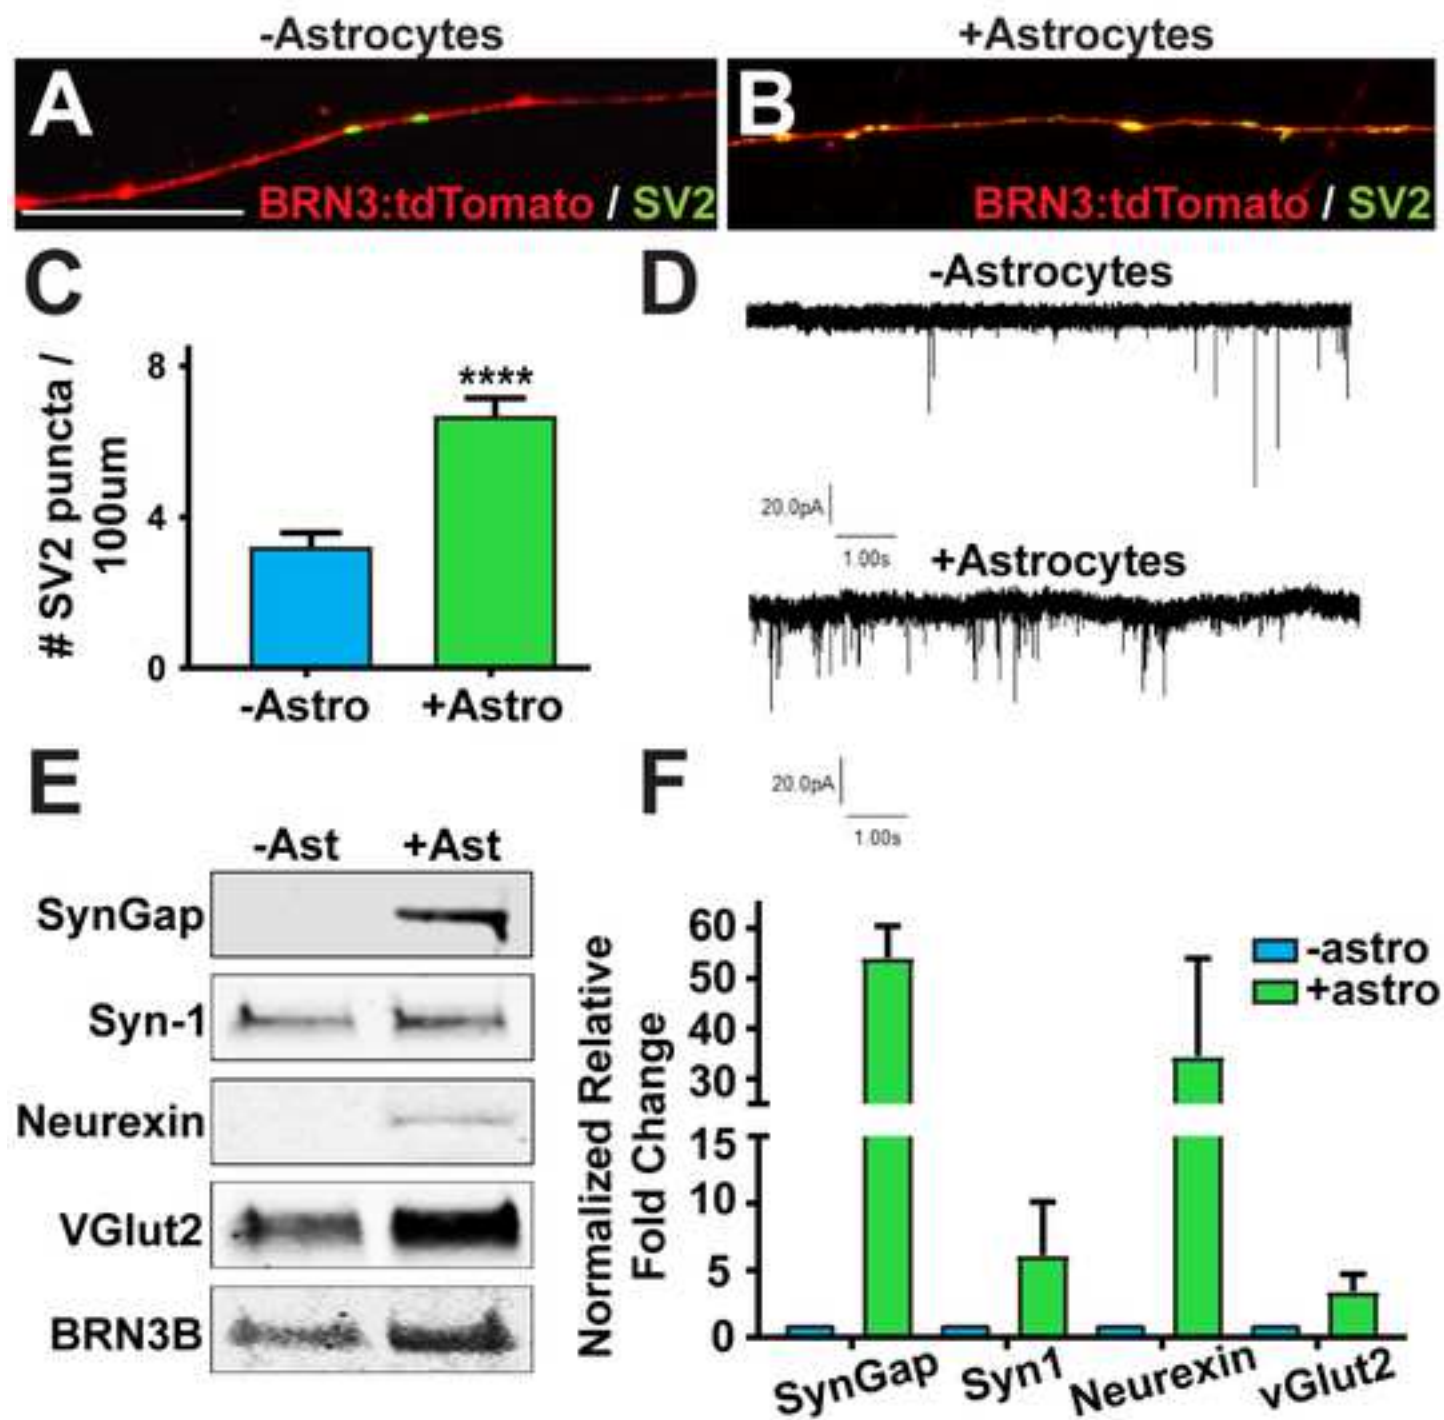 -Astrocytes
+Astrocytes
A
BRN3:tdTomato / SV2
B
BRN3:tdTomato / SV2
C
# SV2 puncta /
100um
8
4
0
****
-Astro
+Astro
D
-Astrocytes
20.0pA
1.00s
+Astrocytes
20.0pA
1.00s
E
-Ast
+Ast
SynGap
Syn-1
Neurexin
VGlut2
BRN3B
F
Normalized Relative
Fold Change
60
50
40
30
15
10
5
0
-astro
+astro
SynGap
Syn1
Neurexin
vGlut2